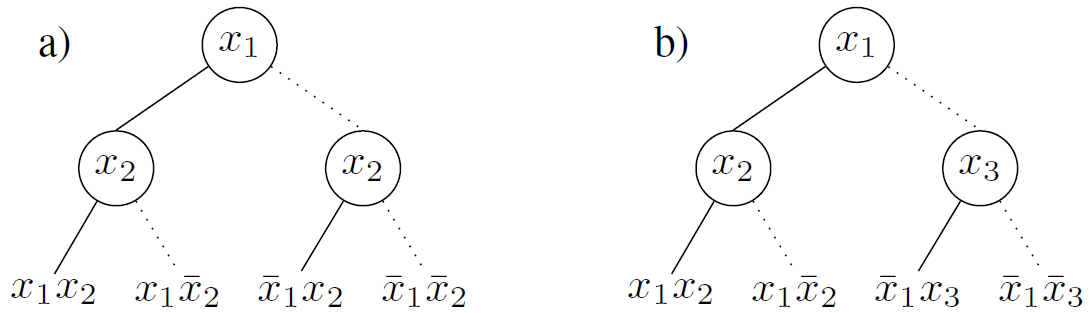 a) x₁ b) x₁
x₂ x₂ x₂ x₃
x₁x₂ x₁x̄₂ x̄₁x₂ x̄₁x̄₂ x₁x₂ x₁x̄₂ x̄₁x₃ x̄₁x̄₃